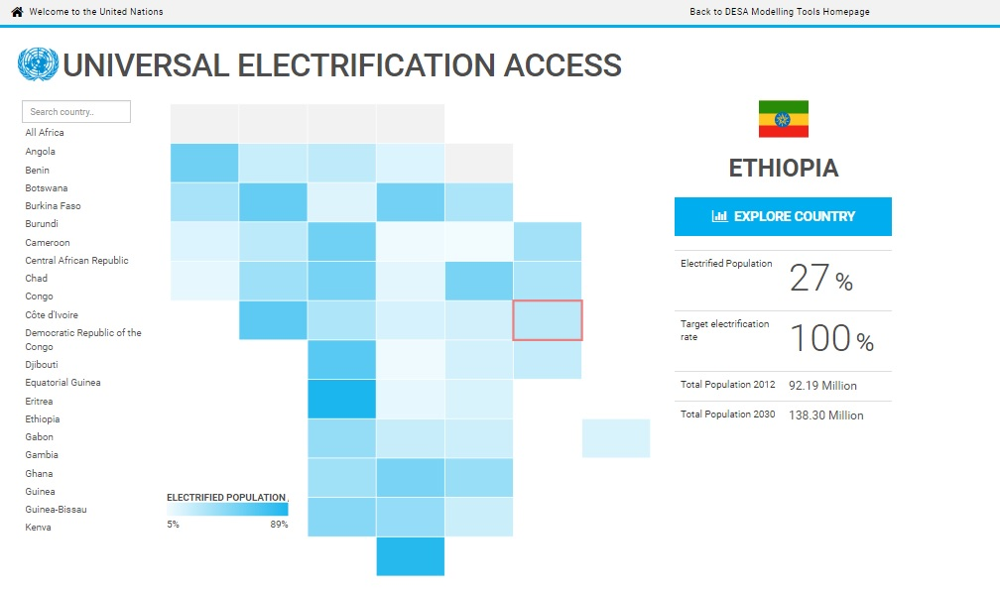 Welcome to the United Nations
Back to DESA Modelling Tools Homepage
UNIVERSAL ELECTRIFICATION ACCESS
Search country..
All Africa
Angola
Benin
Botswana
Burkina Faso
Burundi
Cameroon
Central African Republic
Chad
Congo
Côte d'Ivoire
Democratic Republic of the
Congo
Djibouti
Equatorial Guinea
Eritrea
Ethiopia
Gabon
Gambia
Ghana
Guinea
Guinea-Bissau
Kenya
ELECTRIFIED POPULATION
5%
89%
ETHIOPIA
EXPLORE COUNTRY
Electrified Population
27 %
Target electrification
rate
100 %
Total Population 2012
92.19 Million
Total Population 2030
138.30 Million